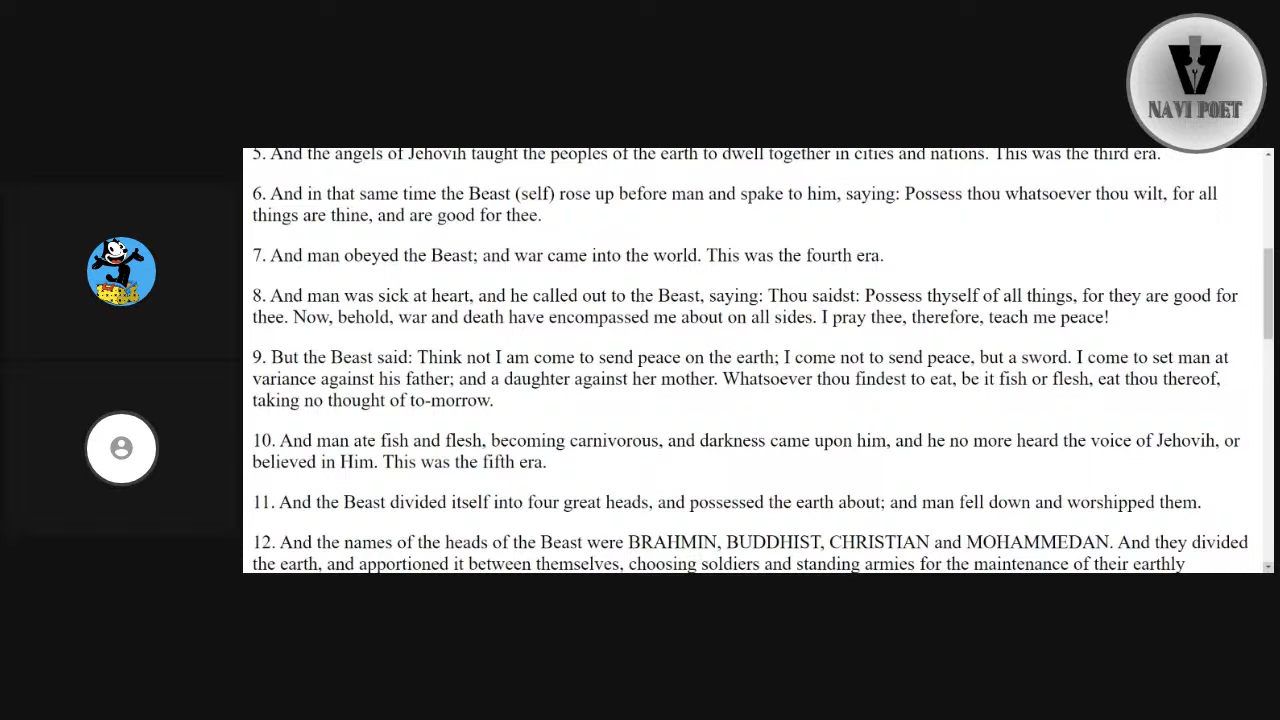 NAVI POET
5. And the angels of Jehovih taught the peoples of the earth to dwell together in cities and nations. This was the third era.
6. And in that same time the Beast (self) rose up before man and spake to him, saying: Possess thou whatsoever thou wilt, for all
things are thine, and are good for thee.
7. And man obeyed the Beast; and war came into the world. This was the fourth era.
8. And man was sick at heart, and he called out to the Beast, saying: Thou saidst: Possess thyself of all things, for they are good for
thee. Now, behold, war and death have encompassed me about on all sides. I pray thee, therefore, teach me peace!
9. But the Beast said: Think not I am come to send peace on the earth; I come not to send peace, but a sword. I come to set man at
variance against his father; and a daughter against her mother. Whatsoever thou findest to eat, be it fish or flesh, eat thou thereof,
taking no thought of to-morrow.
10. And man ate fish and flesh, becoming carnivorous, and darkness came upon him, and he no more heard the voice of Jehovih, or
believed in Him. This was the fifth era.
11. And the Beast divided itself into four great heads, and possessed the earth about; and man fell down and worshipped them.
12. And the names of the heads of the Beast were BRAHMIN, BUDDHIST, CHRISTIAN and MOHAMMEDAN. And they divided
the earth, and apportioned it between themselves, choosing soldiers and standing armies for the maintenance of their earthly